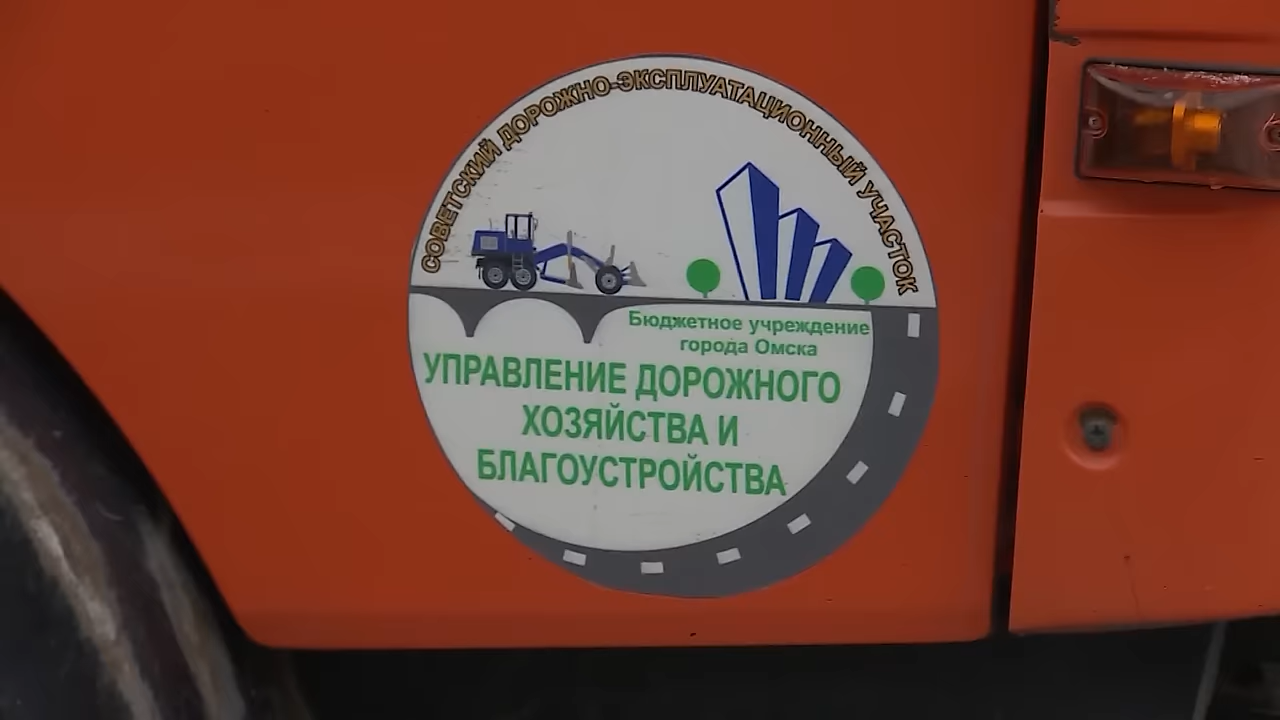 СОВЕТСКИЙ ДОРОЖНО-ЭКСПЛУАТАЦИОННЫЙ УЧАСТОК
Бюджетное учреждение
города Омска
УПРАВЛЕНИЕ ДОРОЖНОГО
ХОЗЯЙСТВА И
БЛАГОУСТРОЙСТВА